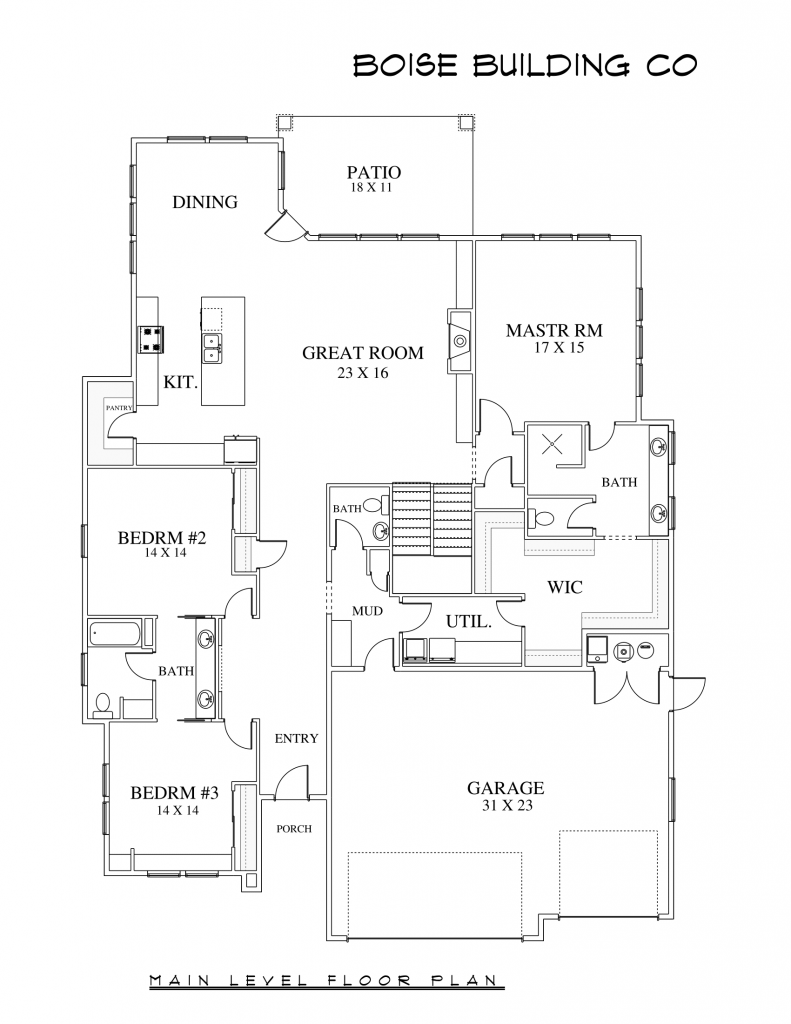 BOISE BUILDING CO
PATIO
18 X 11
DINING
MASTR RM
17 X 15
GREAT ROOM
23 X 16
KIT.
PANTRY
BATH
BATH
BEDRM #2
14 X 14
WIC
MUD
UTIL.
BATH
ENTRY
BEDRM #3
14 X 14
GARAGE
31 X 23
PORCH
MAIN LEVEL FLOOR PLAN